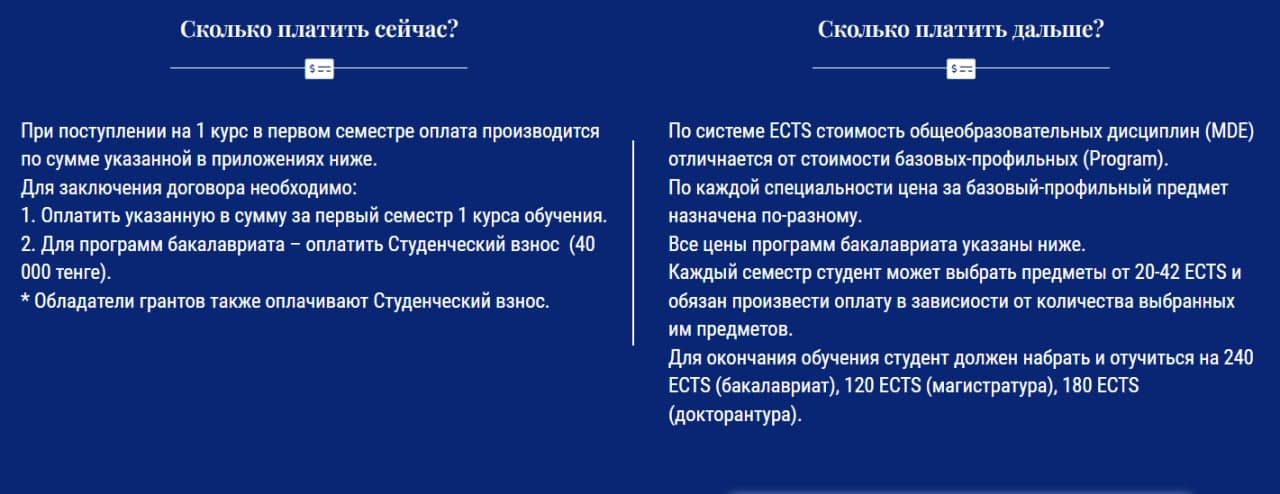 Сколько платить сейчас?
При поступлении на 1 курс в первом семестре оплата производится
по сумме указанной в приложениях ниже.
Для заключения договора необходимо:
1. Оплатить указанную в сумму за первый семестр 1 курса обучения.
2. Для программ бакалавриата – оплатить Студенческий взнос (40
000 тенге).
* Обладатели грантов также оплачивают Студенческий взнос.
Сколько платить дальше?
По системе ECTS стоимость общеобразовательных дисциплин (MDE)
отличнается от стоимости базовых-профильных (Program).
По каждой специальности цена за базовый-профильный предмет
назначена по-разному.
Все цены программ бакалавриата указаны ниже.
Каждый семестр студент может выбрать предметы от 20-42 ECTS и
обязан произвести оплату в зависиости от количества выбранных
им предметов.
Для окончания обучения студент должен набрать и отучиться на 240
ECTS (бакалавриат), 120 ECTS (магистратура), 180 ECTS
(докторантура).